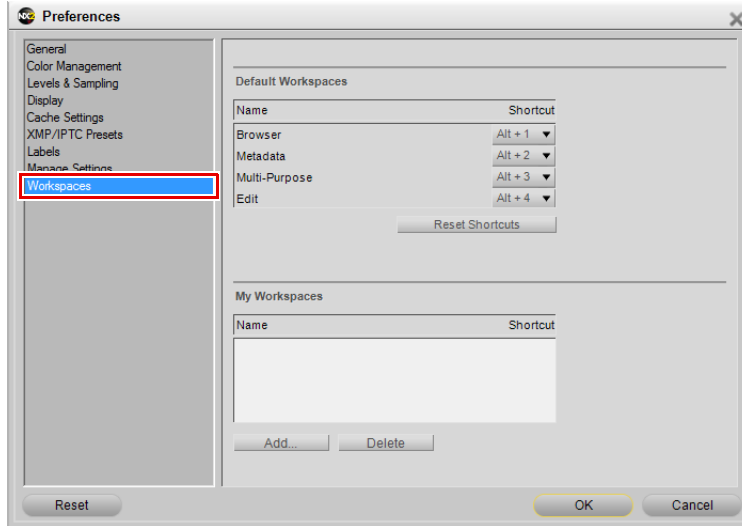 NX2 Preferences
General
Color Management
Levels & Sampling
Display
Cache Settings
XMP/IPTC Presets
Labels
Manage Settings
Workspaces
Default Workspaces
Name Shortcut
Browser Alt + 1
Metadata Alt + 2
Multi-Purpose Alt + 3
Edit Alt + 4
Reset Shortcuts
My Workspaces
Name Shortcut
Add... Delete
Reset OK Cancel